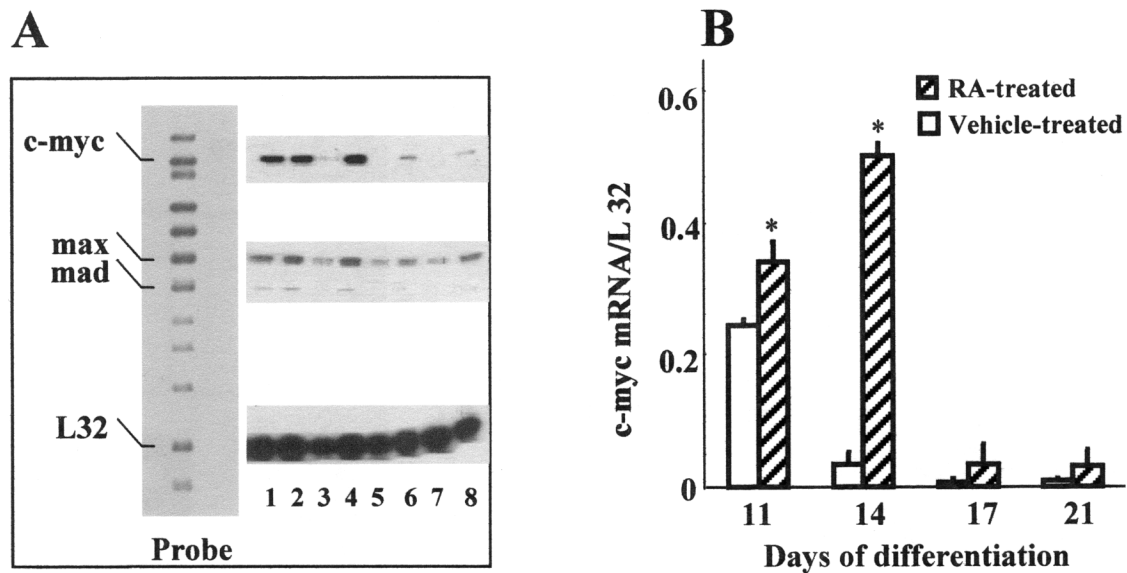 A
c-myc
max
mad
L32
1 2 3 4 5 6 7 8
Probe
B
RA-treated
Vehicle-treated
c-myc mRNA/L 32
0.6
0.4
0.2
0
*
*
11 14 17 21
Days of differentiation